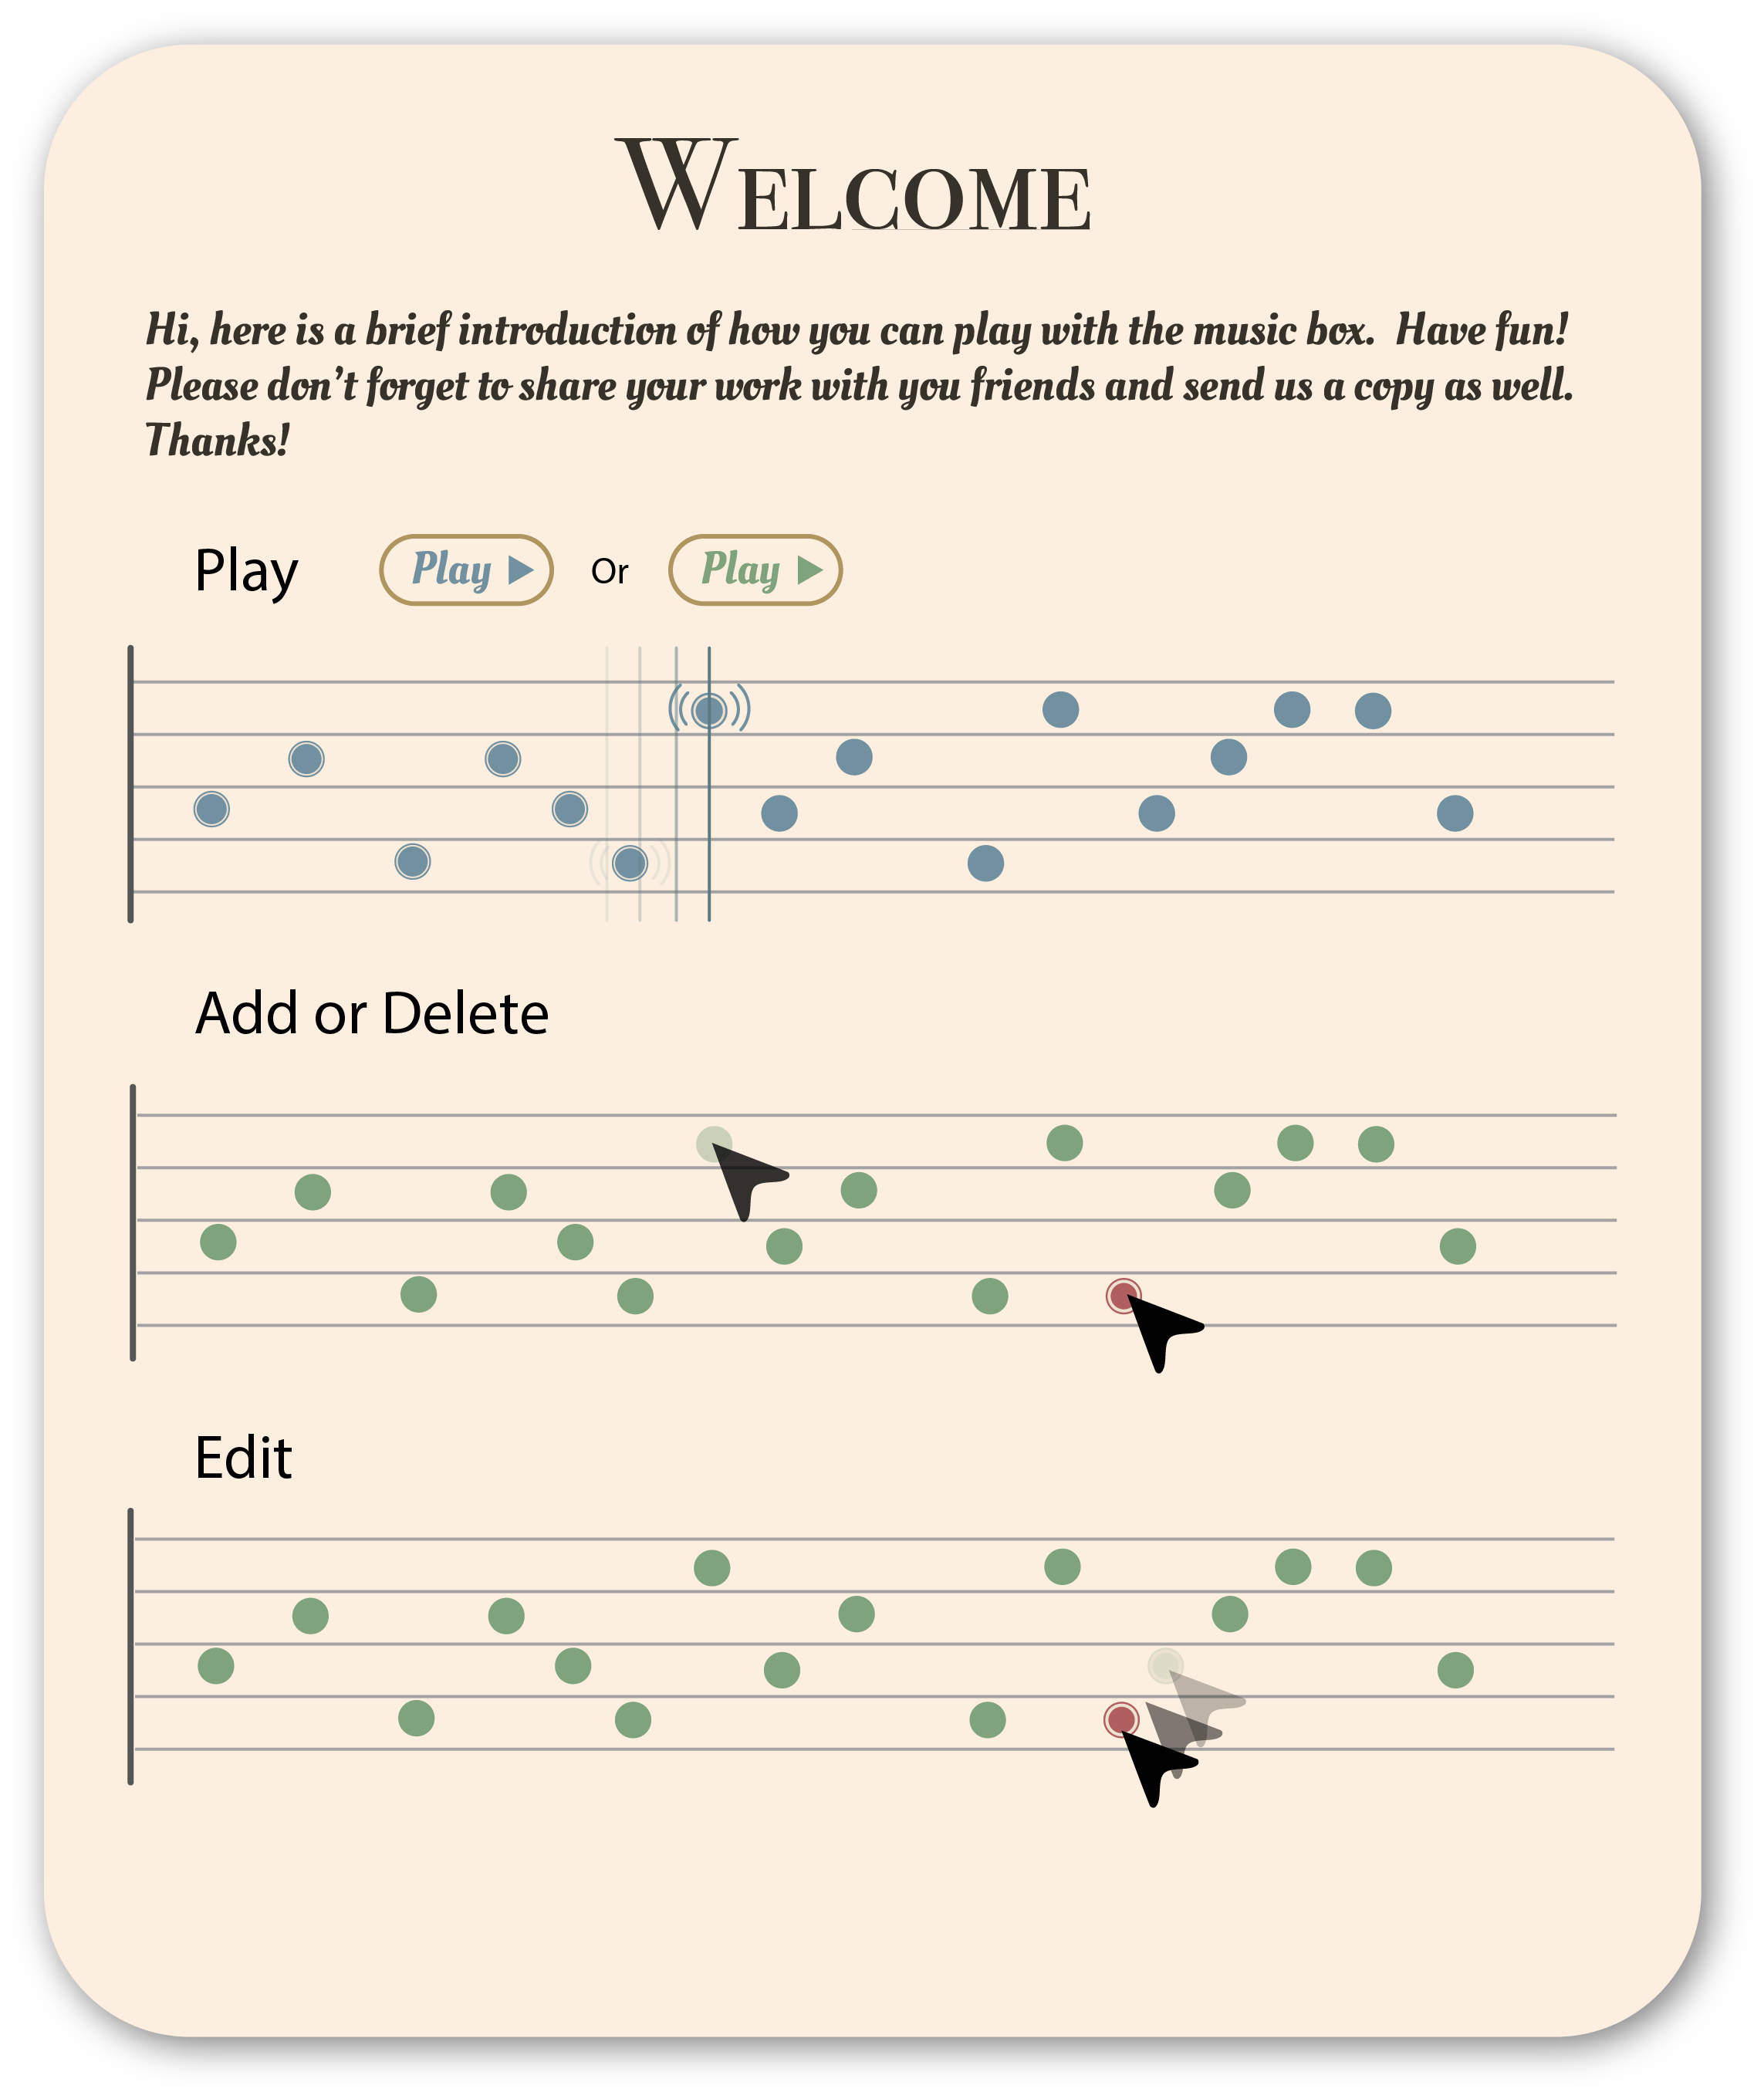 WELCOME
Hi, here is a brief introduction of how you can play with the music box.  Have fun!
Please don't forget to share your work with you friends and send us a copy as well.
Thanks!
Play Play Or Play
Add or Delete
Edit